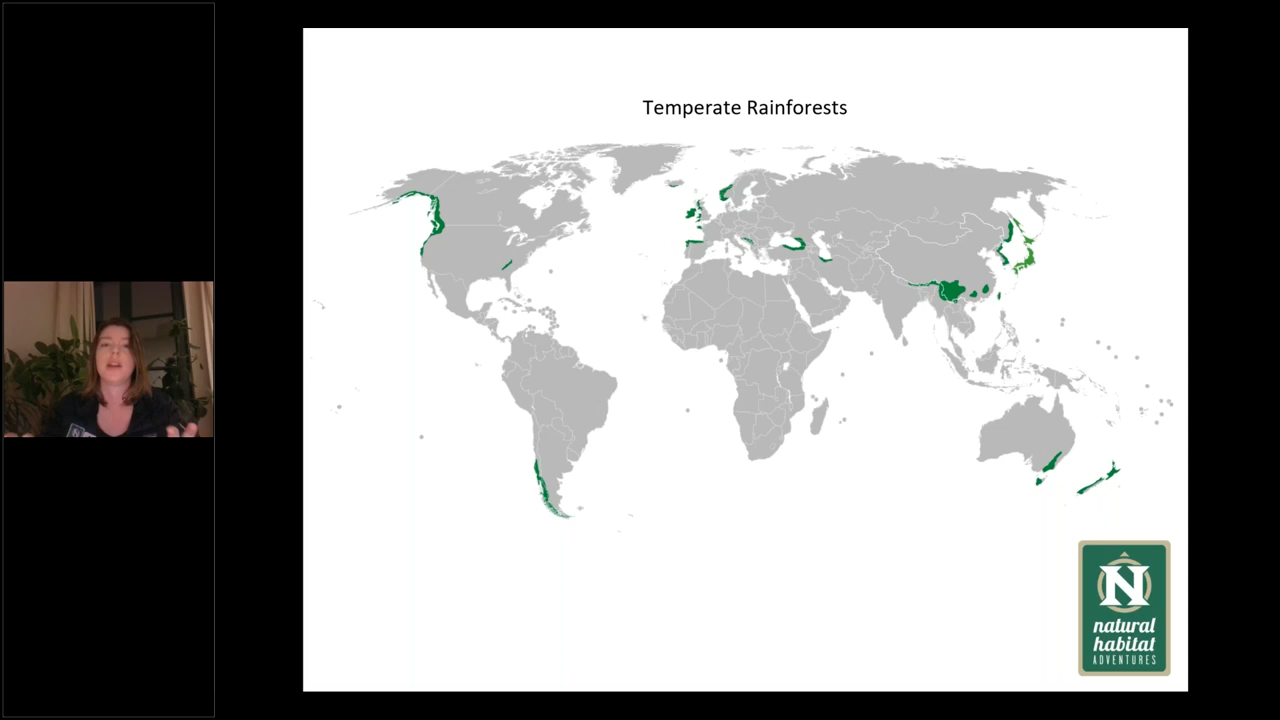 Temperate Rainforests
N
natural
habitat
ADVENTURES